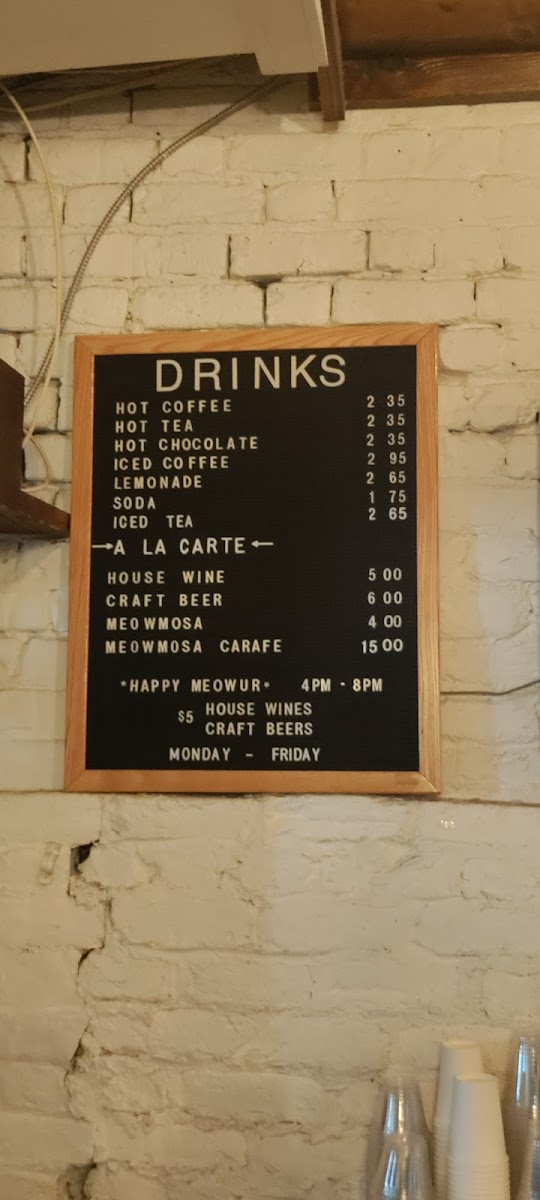 DRINKS
HOT COFFEE 2 35
HOT TEA 2 35
HOT CHOCOLATE 2 35
ICED COFFEE 2 95
LEMONADE 2 65
SODA 1 75
ICED TEA 2 65
→A LA CARTE←
HOUSE WINE 5 00
CRAFT BEER 6 00
MEOWMOSA 4 00
MEOWMOSA CARAFE 15 00
*HAPPY MEOWUR* 4PM - 8PM
$5 HOUSE WINES
CRAFT BEERS
MONDAY - FRIDAY